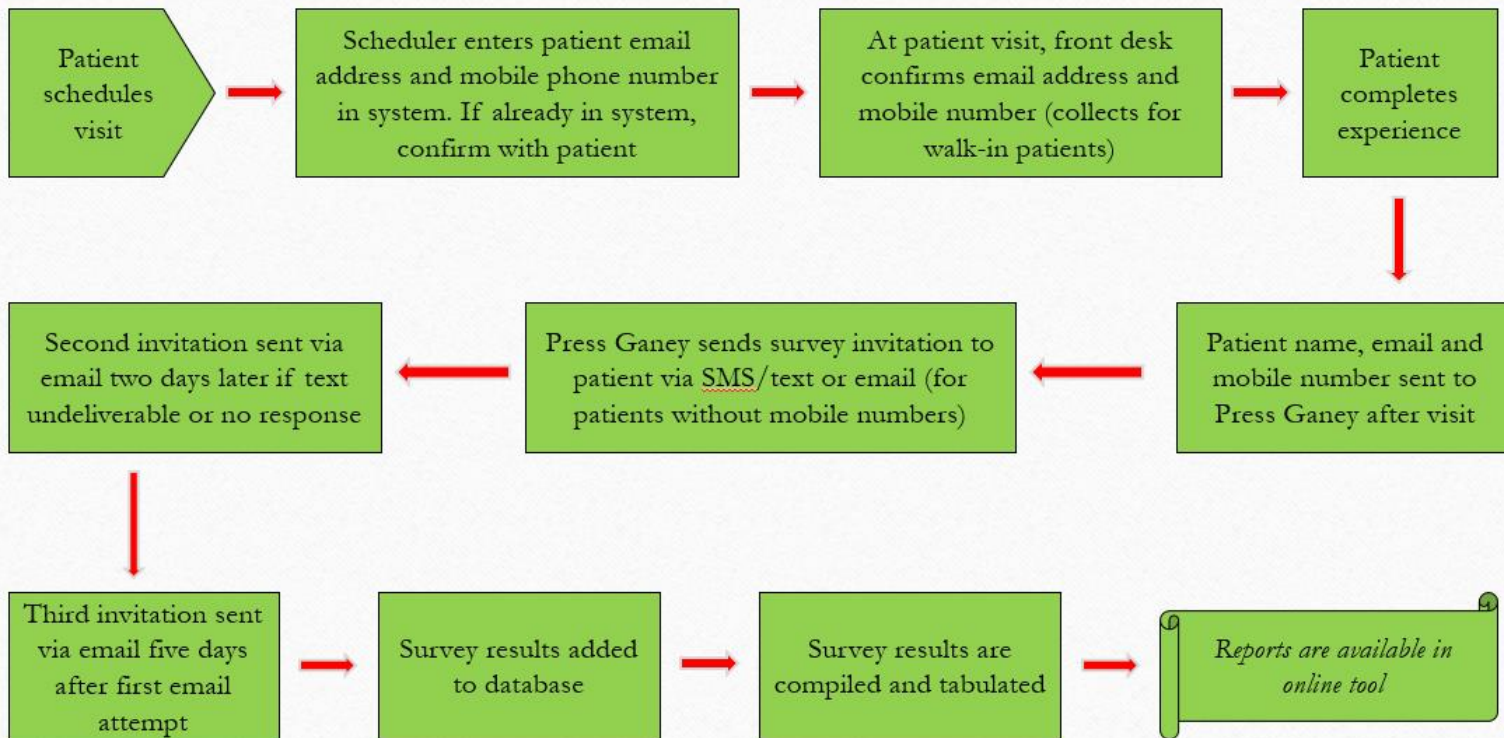 Patient
schedules
visit
Scheduler enters patient email
address and mobile phone number
in system. If already in system,
confirm with patient
At patient visit, front desk
confirms email address and
mobile number (collects for
walk-in patients)
Patient
completes
experience
Patient name, email and
mobile number sent to
Press Ganey after visit
Press Ganey sends survey invitation to
patient via SMS/text or email (for
patients without mobile numbers)
Second invitation sent via
email two days later if text
undeliverable or no response
Third invitation sent
via email five days
after first email
attempt
Survey results added
to database
Survey results are
compiled and tabulated
Reports are available in
online tool